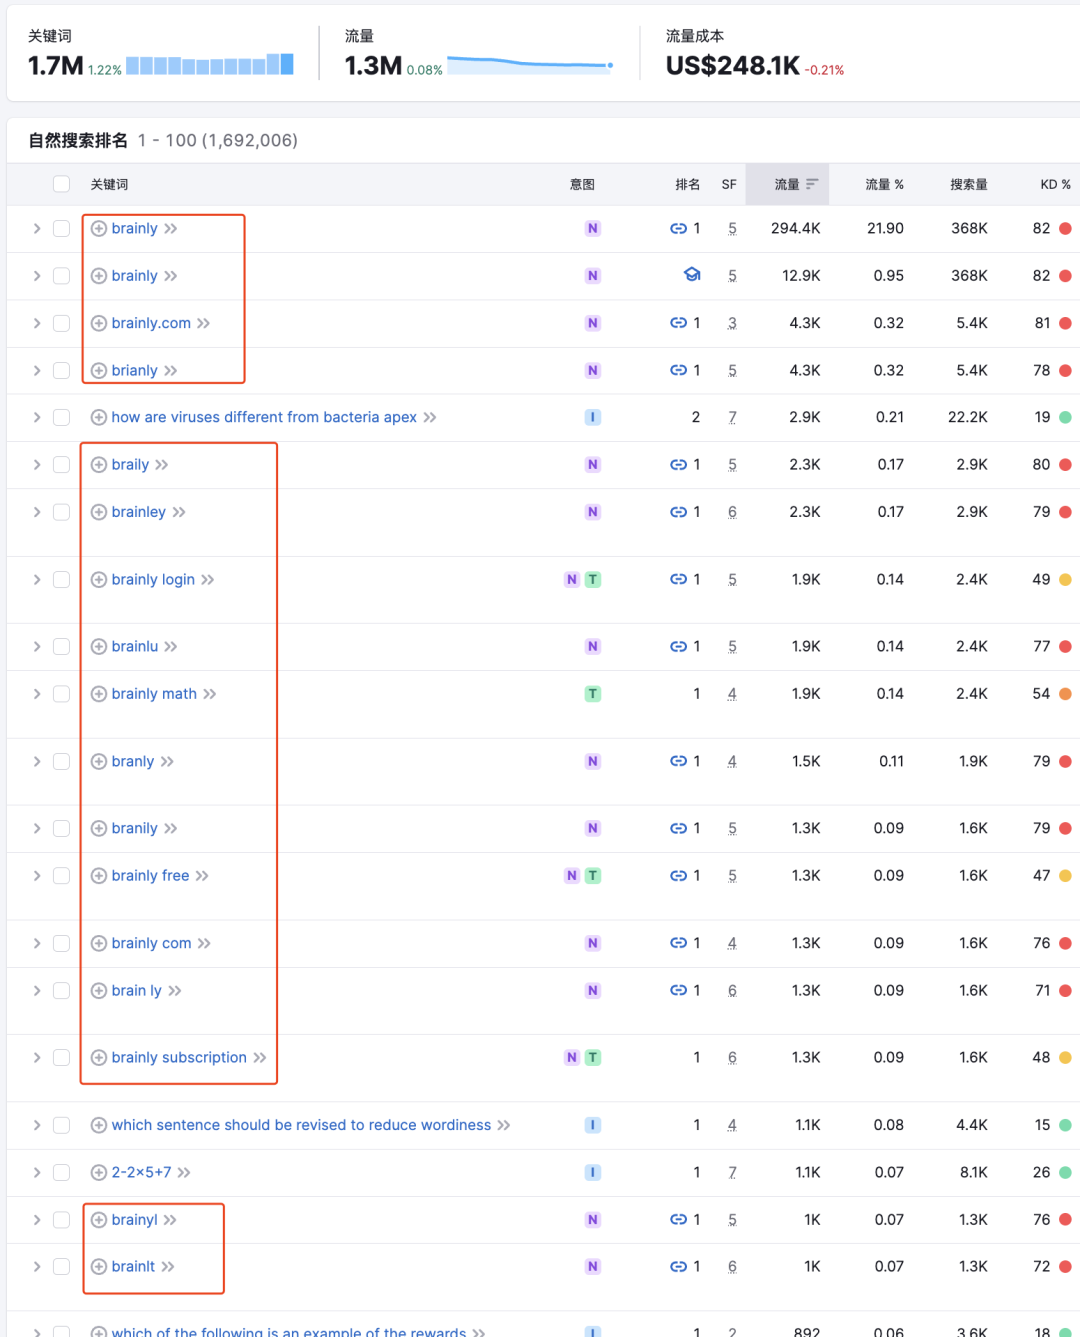 关键词 流量 流量成本
1.7M 1.22% 1.3M 0.08% US$248.1K -0.21%
自然搜索排名 1 - 100 (1,692,006)
关键词 意图 排名 SF 流量 流量 % 搜索量 KD %
brainly N 1 5 294.4K 21.90 368K 82
brainly N 5 12.9K 0.95 368K 82
brainly.com N 1 3 4.3K 0.32 5.4K 81
brianly N 1 5 4.3K 0.32 5.4K 78
how are viruses different from bacteria apex I 2 7 2.9K 0.21 22.2K 19
braily N 1 5 2.3K 0.17 2.9K 80
brainley N 1 6 2.3K 0.17 2.9K 79
brainly login N T 1 5 1.9K 0.14 2.4K 49
brainlu N 1 5 1.9K 0.14 2.4K 77
brainly math T 1 4 1.9K 0.14 2.4K 54
branly N 1 4 1.5K 0.11 1.9K 79
branily N 1 5 1.3K 0.09 1.6K 79
brainly free N T 1 5 1.3K 0.09 1.6K 47
brainly com N 1 4 1.3K 0.09 1.6K 76
brain ly N 1 6 1.3K 0.09 1.6K 71
brainly subscription N T 1 6 1.3K 0.09 1.6K 48
which sentence should be revised to reduce wordiness I 1 4 1.1K 0.08 4.4K 15
2-2×5+7 I 1 7 1.1K 0.07 8.1K 26
brainyl N 1 5 1K 0.07 1.3K 76
brainlt N 1 6 1K 0.07 1.3K 72
which of the following is an example of the rewards I 1 2 892 0.06 3.6K 18